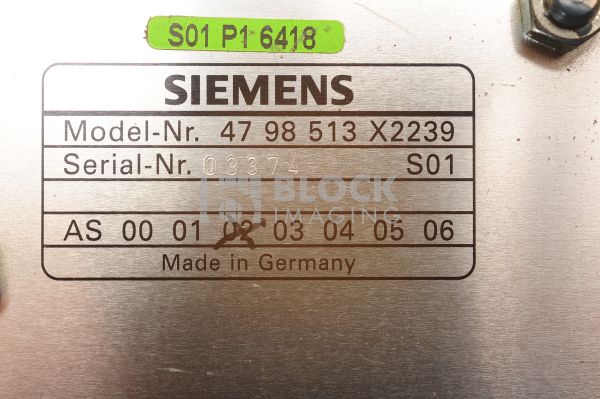 S01 P1 6418
SIEMENS
Model-Nr. 47 98 513 X2239
Serial-Nr. 03374 S01
BLOCK
IMAGING
AS 00 01 02 03 04 05 06
Made in Germany